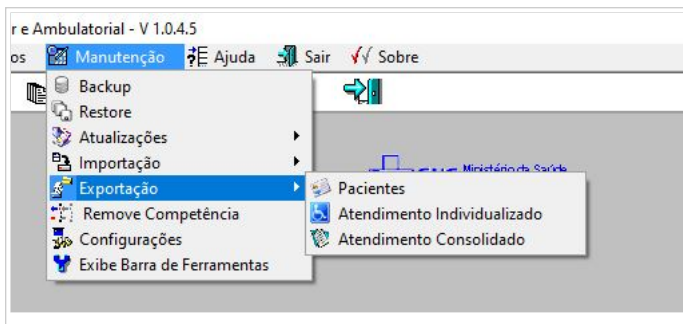 r e Ambulatorial - V 1.0.4.5
os Manutenção Ajuda Sair Sobre
Backup
Restore
Atualizações
Importação
Ministério da Saúde
Exportação Pacientes
Remove Competência Atendimento Individualizado
Configurações Atendimento Consolidado
Exibe Barra de Ferramentas